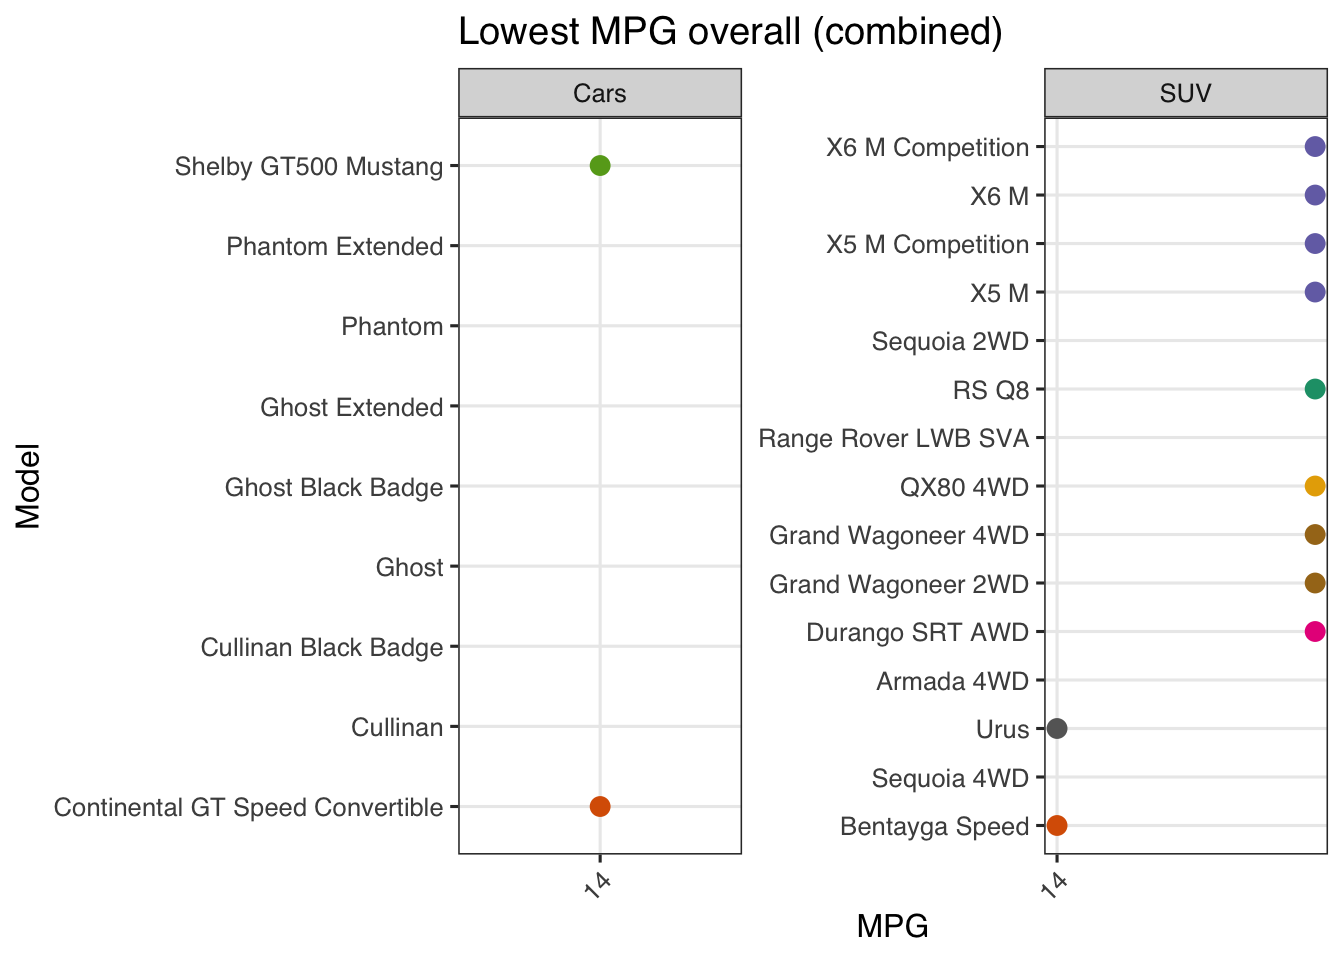 Lowest MPG overall (combined)
Cars
SUV
Model
Shelby GT500 Mustang
Phantom Extended
Phantom
Ghost Extended
Ghost Black Badge
Ghost
Cullinan Black Badge
Cullinan
Continental GT Speed Convertible
X6 M Competition
X6 M
X5 M Competition
X5 M
Sequoia 2WD
RS Q8
Range Rover LWB SVA
QX80 4WD
Grand Wagoneer 4WD
Grand Wagoneer 2WD
Durango SRT AWD
Armada 4WD
Urus
Sequoia 4WD
Bentayga Speed
14
14
MPG